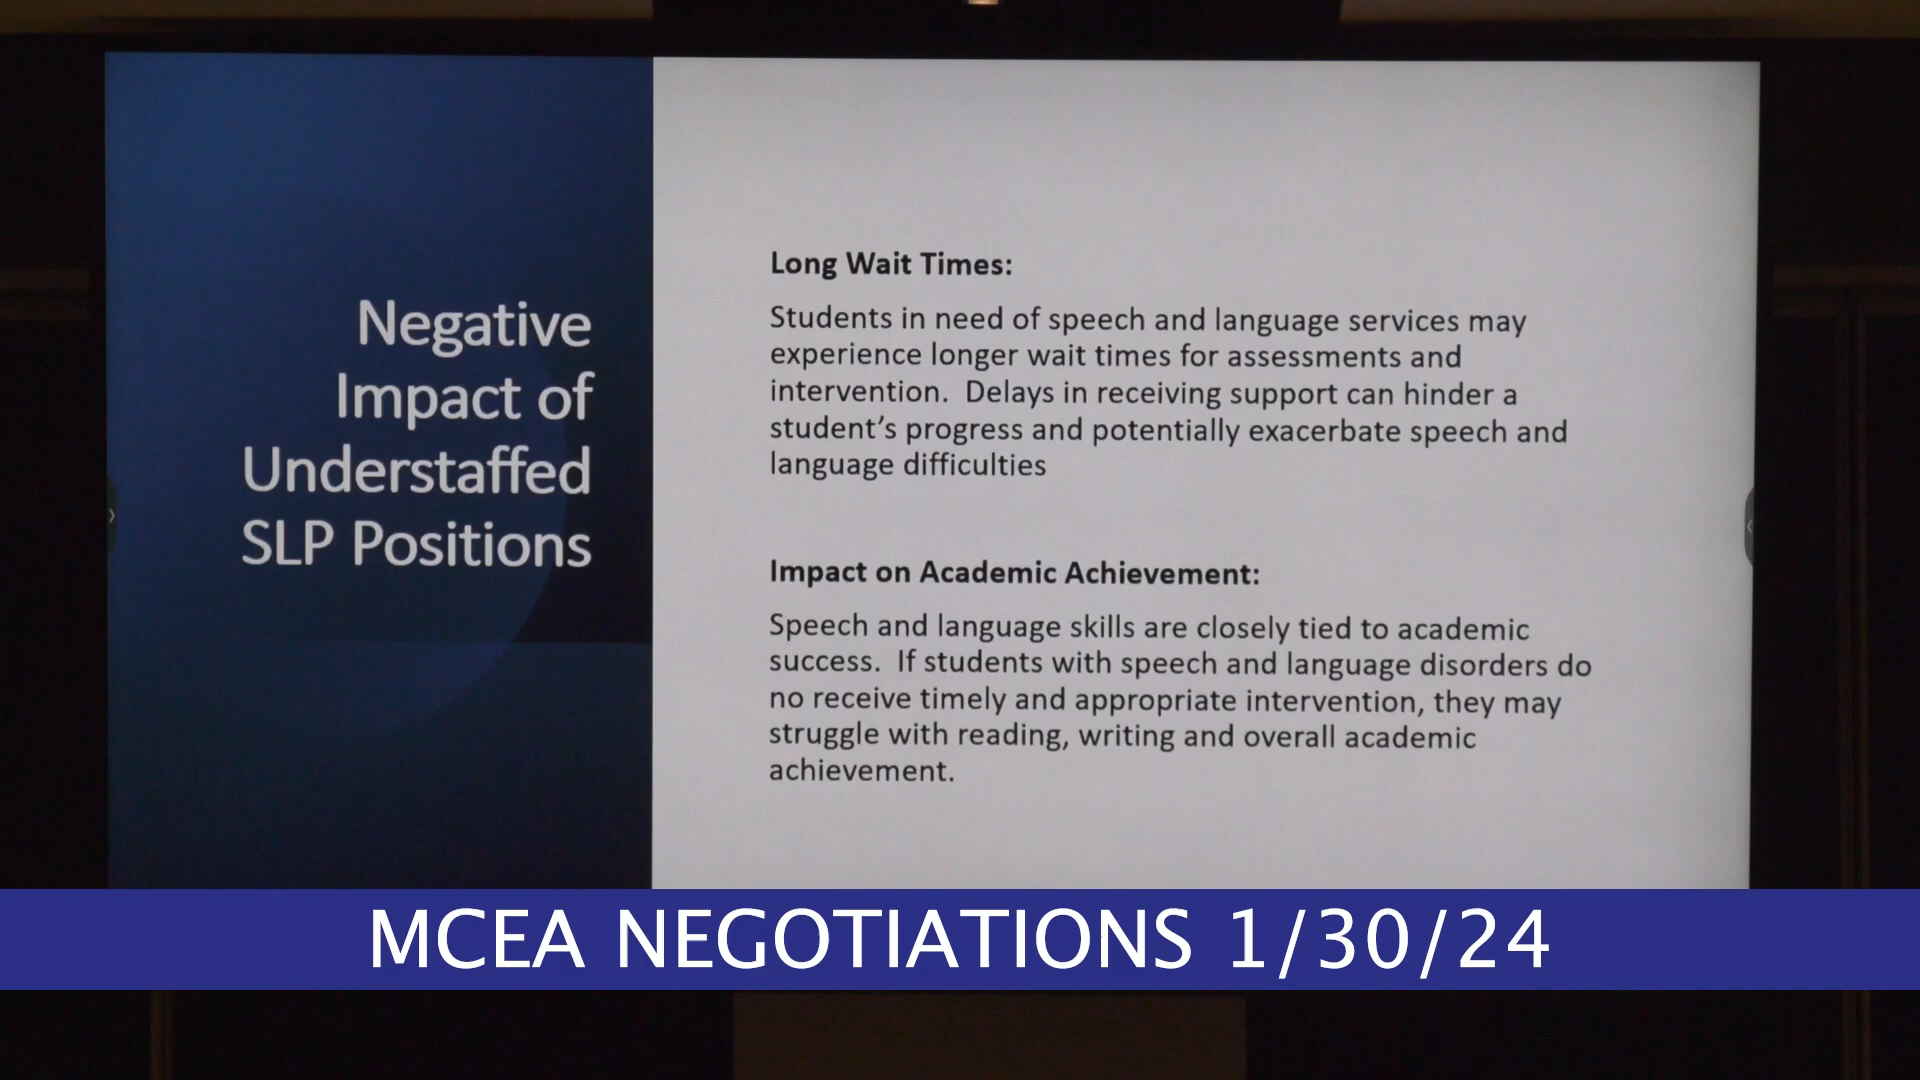 Negative
Impact of
Understaffed
SLP Positions
Long Wait Times:
Students in need of speech and language services may
experience longer wait times for assessments and
intervention.  Delays in receiving support can hinder a
student’s progress and potentially exacerbate speech and
language difficulties
Impact on Academic Achievement:
Speech and language skills are closely tied to academic
success.  If students with speech and language disorders do
no receive timely and appropriate intervention, they may
struggle with reading, writing and overall academic
achievement.
MCEA NEGOTIATIONS 1/30/24